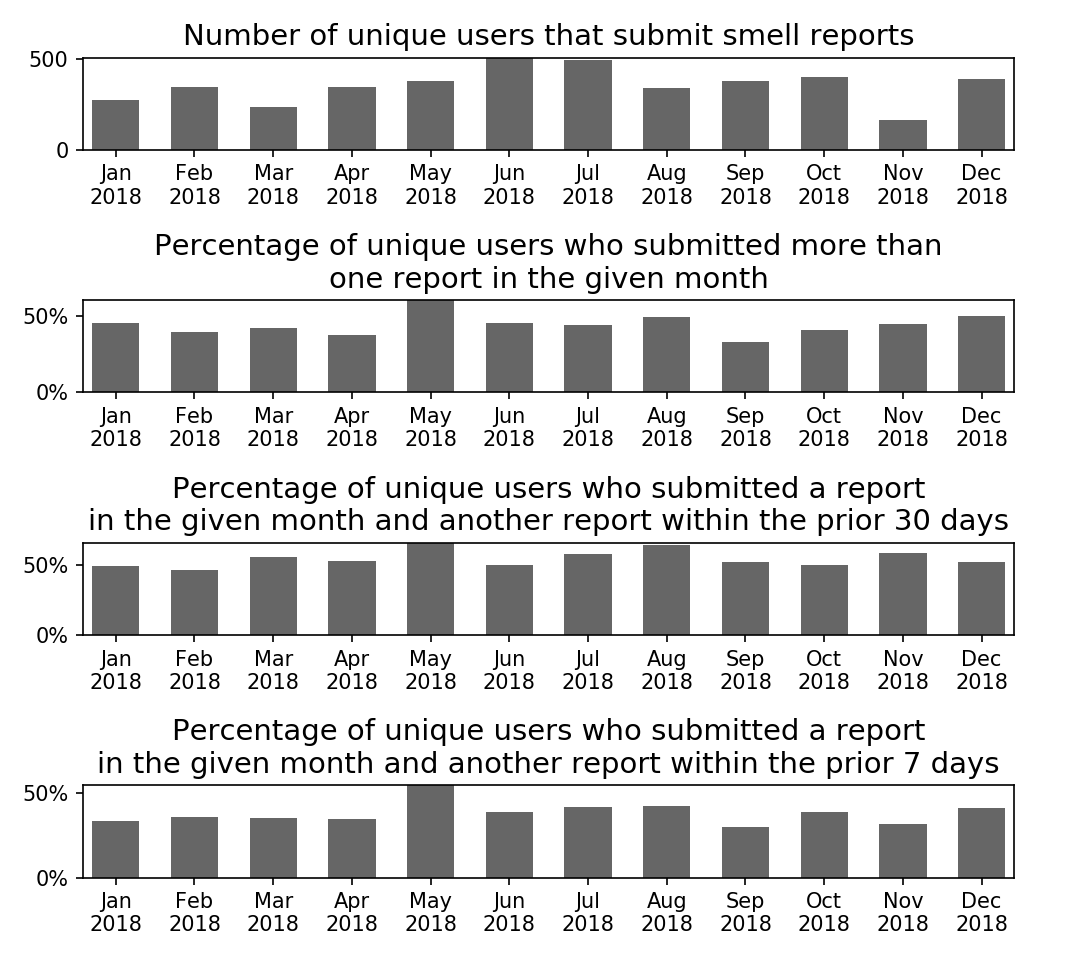 Number of unique users that submit smell reports
500
0
Jan Feb Mar Apr May Jun Jul Aug Sep Oct Nov Dec
2018 2018 2018 2018 2018 2018 2018 2018 2018 2018 2018 2018
Percentage of unique users who submitted more than
one report in the given month
50%
0%
Jan Feb Mar Apr May Jun Jul Aug Sep Oct Nov Dec
2018 2018 2018 2018 2018 2018 2018 2018 2018 2018 2018 2018
Percentage of unique users who submitted a report
in the given month and another report within the prior 30 days
50%
0%
Jan Feb Mar Apr May Jun Jul Aug Sep Oct Nov Dec
2018 2018 2018 2018 2018 2018 2018 2018 2018 2018 2018 2018
Percentage of unique users who submitted a report
in the given month and another report within the prior 7 days
50%
0%
Jan Feb Mar Apr May Jun Jul Aug Sep Oct Nov Dec
2018 2018 2018 2018 2018 2018 2018 2018 2018 2018 2018 2018